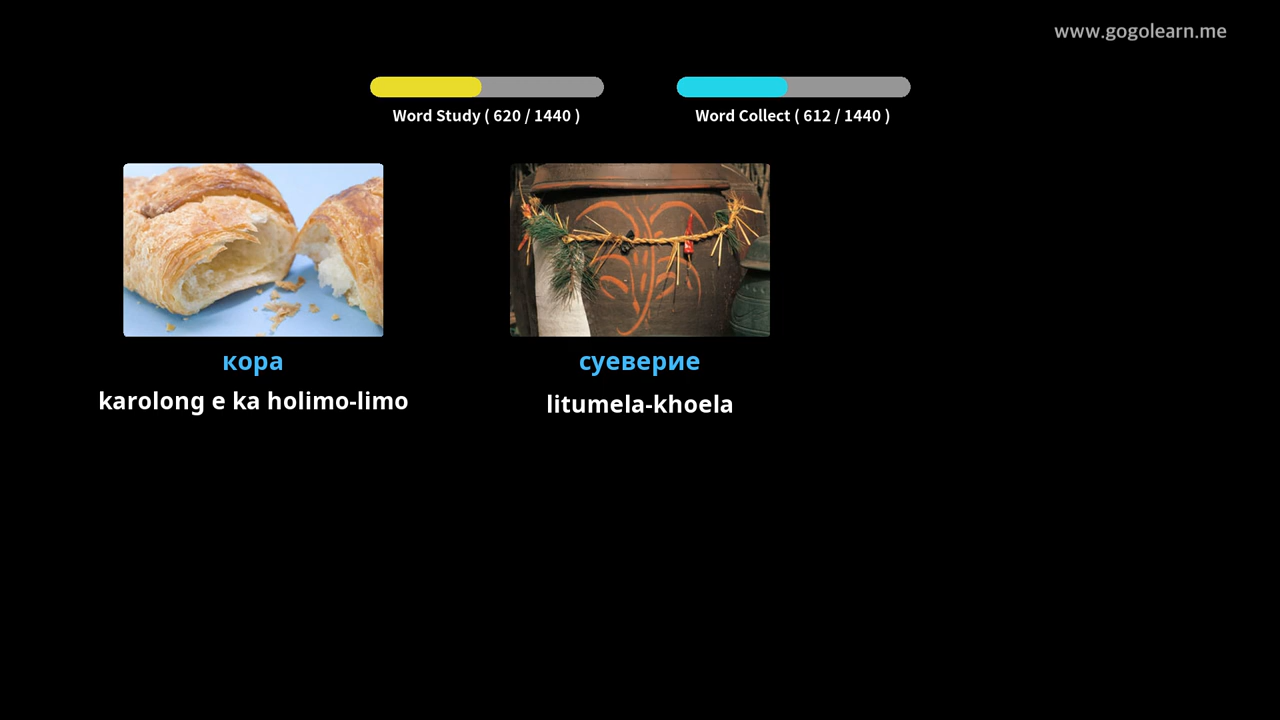 www.gogolearn.me
Word Study ( 620 / 1440 )
Word Collect ( 612 / 1440 )
кора
karolong e ka holimo-limo
суеверие
litumela-khoela